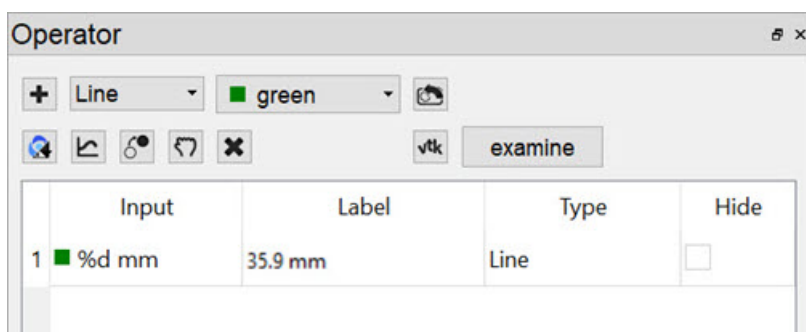 Operator
Line green
vtk examine
Input Label Type Hide
1 %d mm 35.9 mm Line